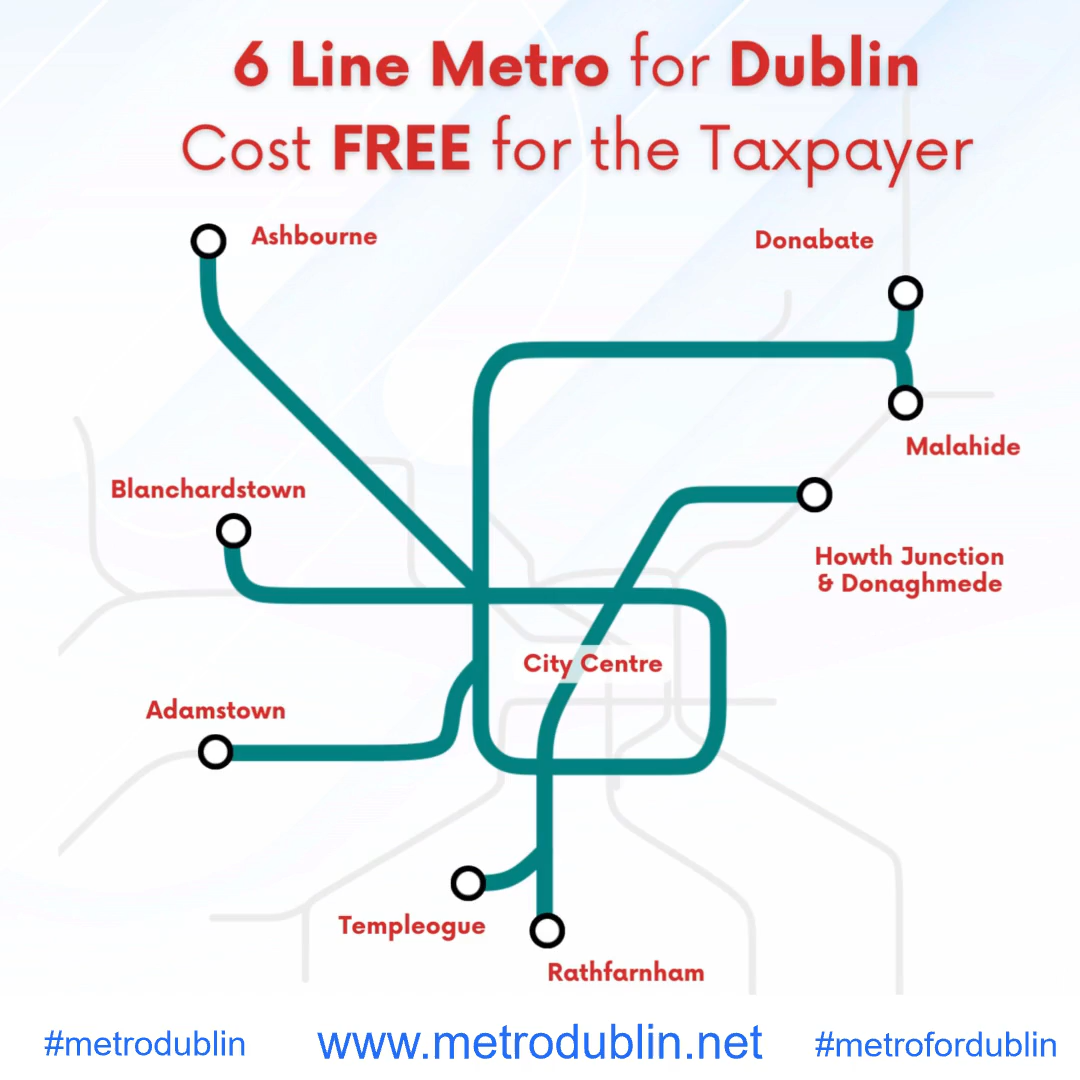 6 Line Metro for Dublin
Cost FREE for the Taxpayer
Ashbourne
Donabate
Malahide
Blanchardstown
Howth Junction
& Donaghmede
City Centre
Adamstown
Templeogue
Rathfarnham
#metrodublin
www.metrodublin.net
#metrofordublin